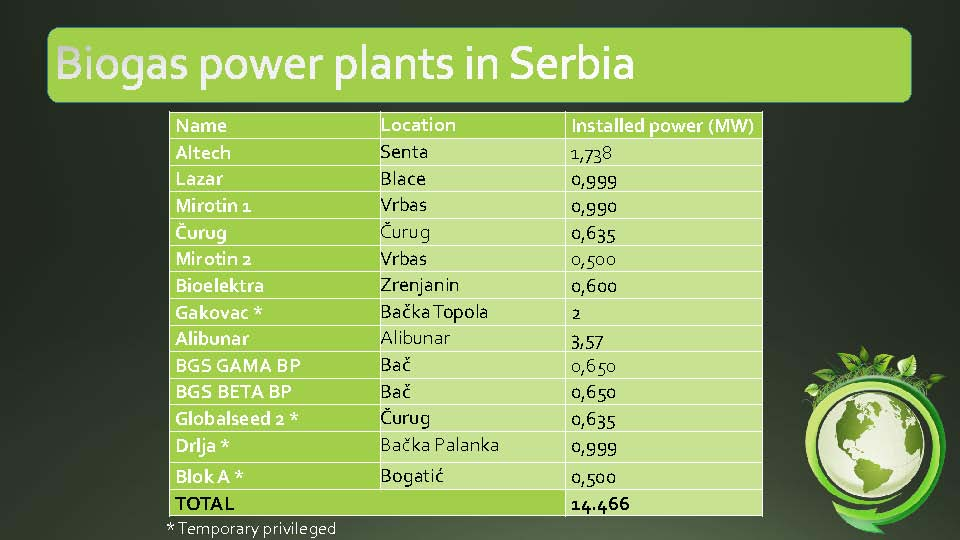 Biogas power plants in Serbia
Name Location Installed power (MW)
Altech Senta 1,738
Lazar Blace 0,999
Mirotin 1 Vrbas 0,990
Čurug Čurug 0,635
Mirotin 2 Vrbas 0,500
Bioelektra Zrenjanin 0,600
Gakovac * Bačka Topola 2
Alibunar Alibunar 3,57
BGS GAMA BP Bač 0,650
BGS BETA BP Bač 0,650
Globalseed 2 * Čurug 0,635
Drlja * Bačka Palanka 0,999
Blok A * Bogatić 0,500
TOTAL 14.466
* Temporary privileged